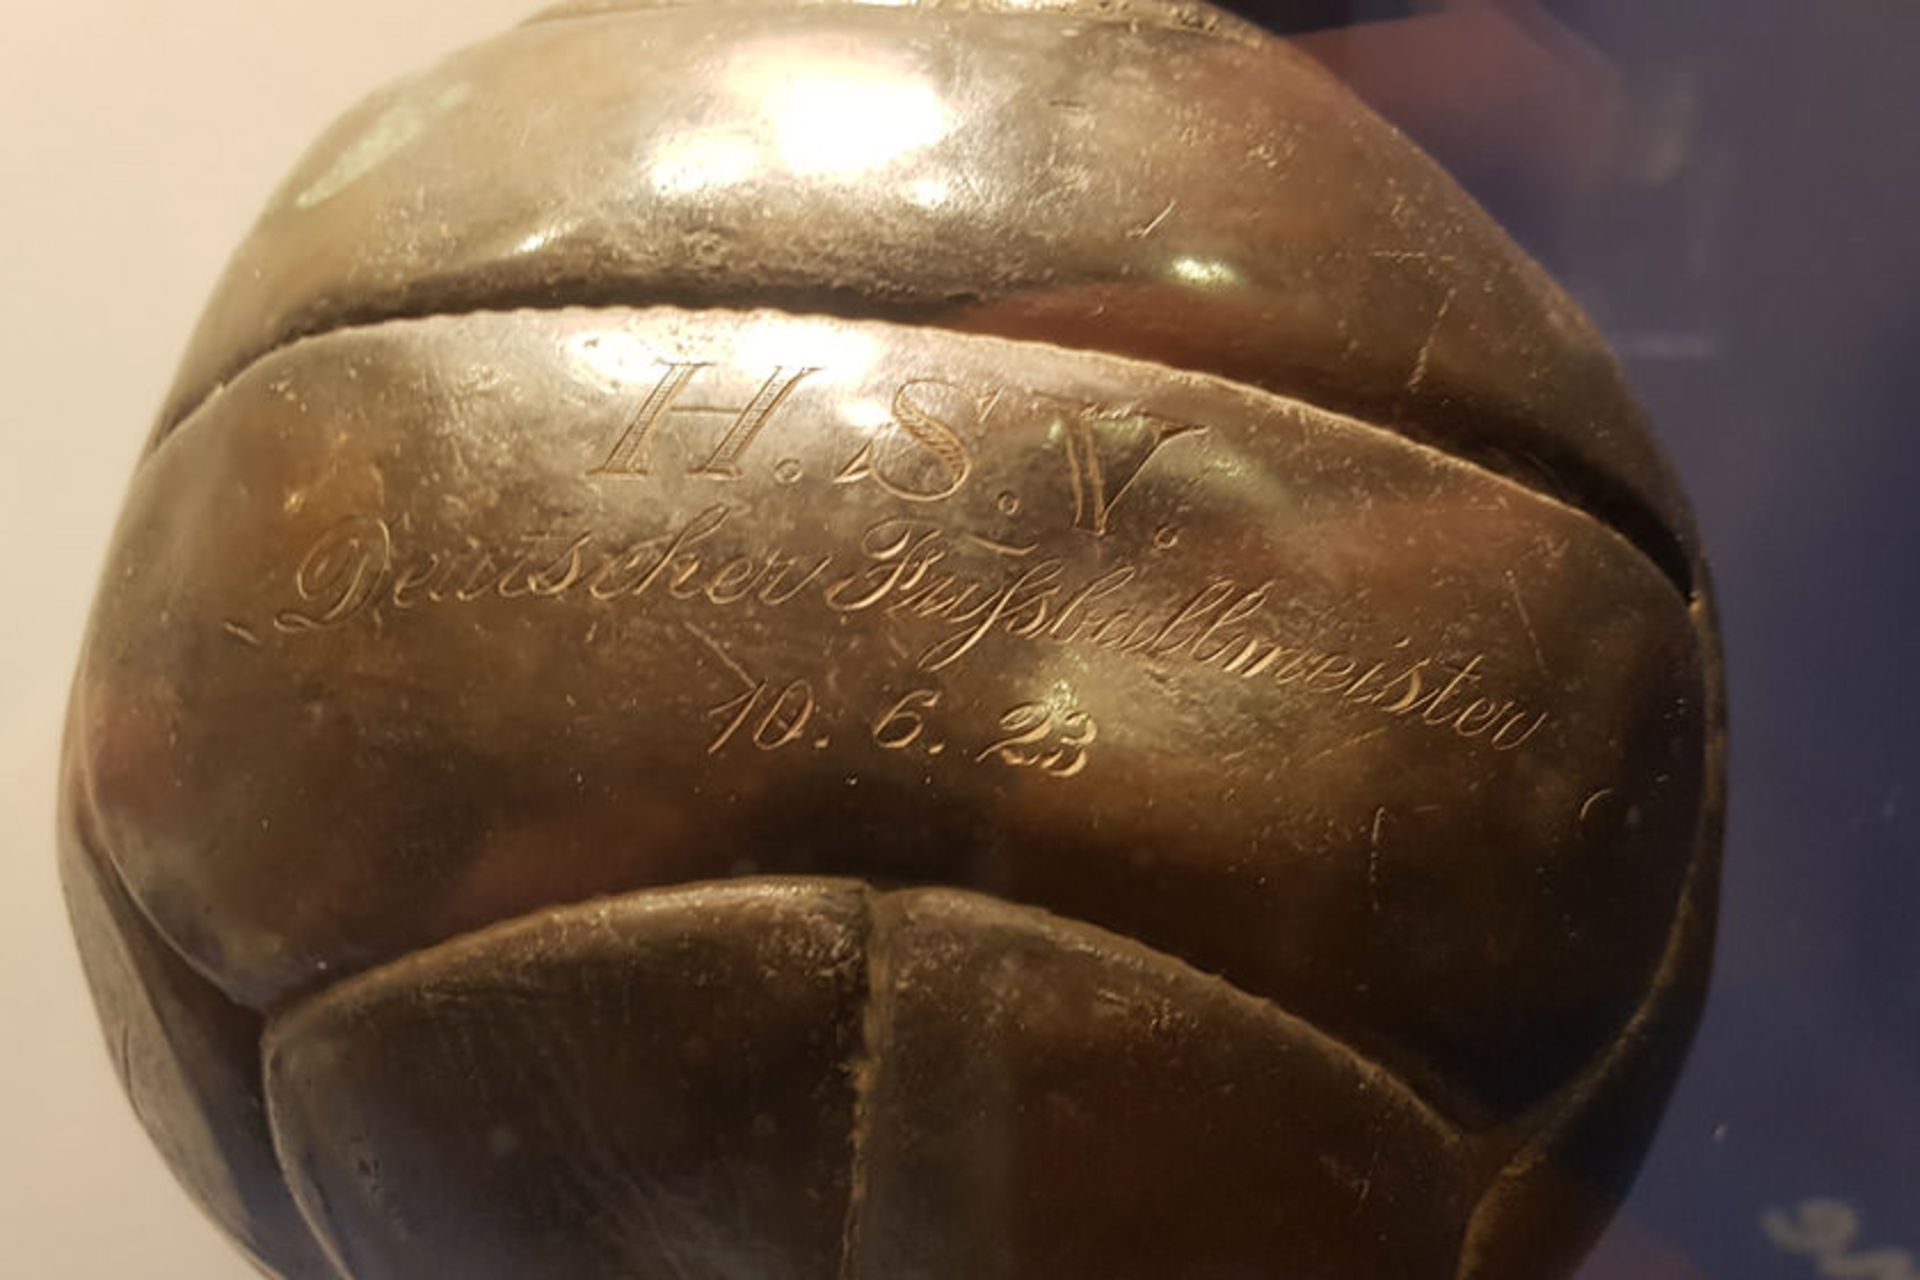 H. S. V.
Deutscher Fußballmeister
10. 6. 23